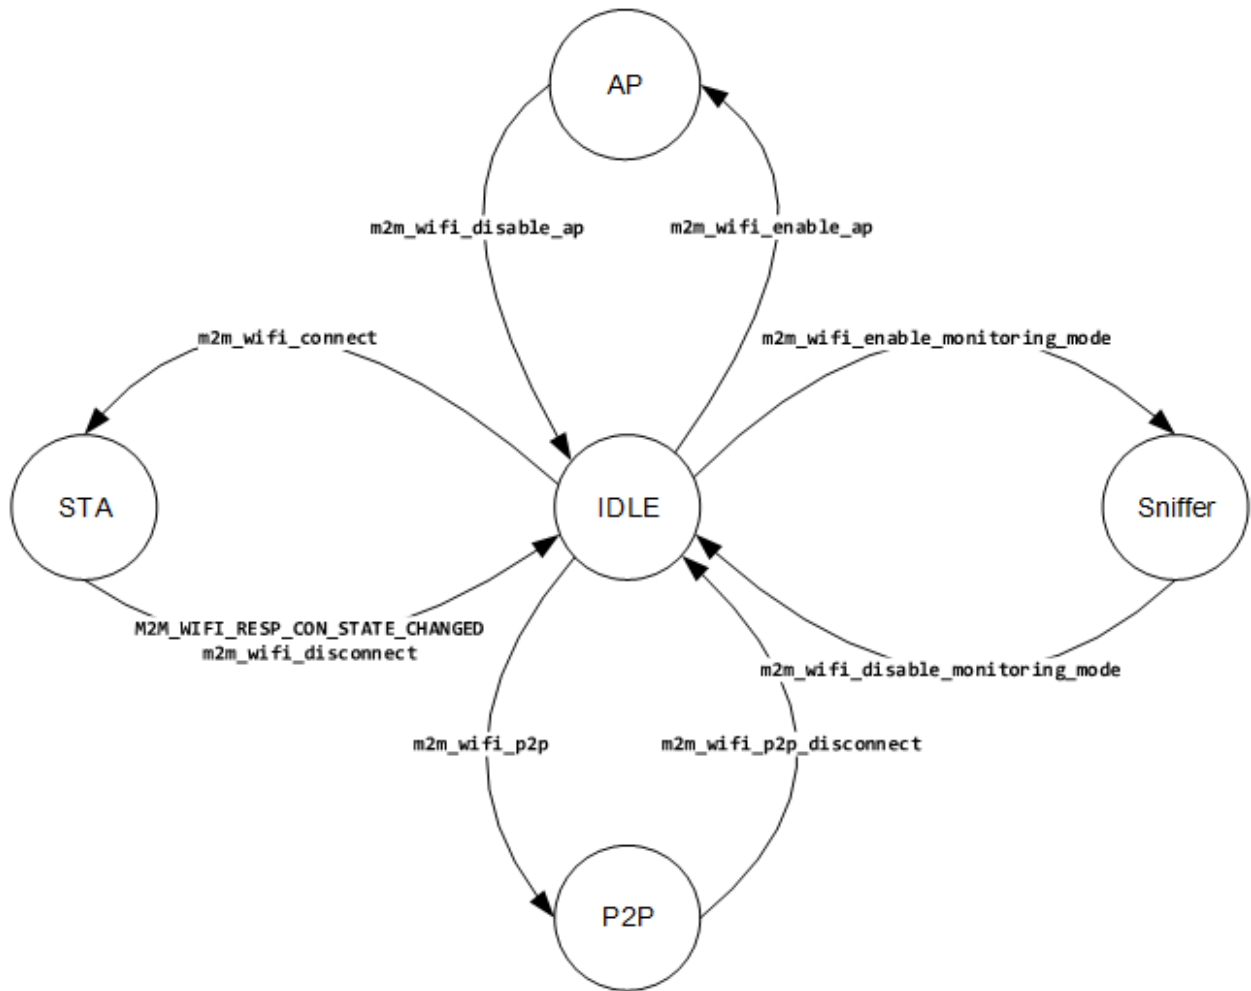 AP
m2m_wifi_disable_ap
m2m_wifi_enable_ap
m2m_wifi_connect
m2m_wifi_enable_monitoring_mode
STA
IDLE
Sniffer
M2M_WIFI_RESP_CON_STATE_CHANGED
m2m_wifi_disconnect
m2m_wifi_disable_monitoring_mode
m2m_wifi_p2p
m2m_wifi_p2p_disconnect
P2P